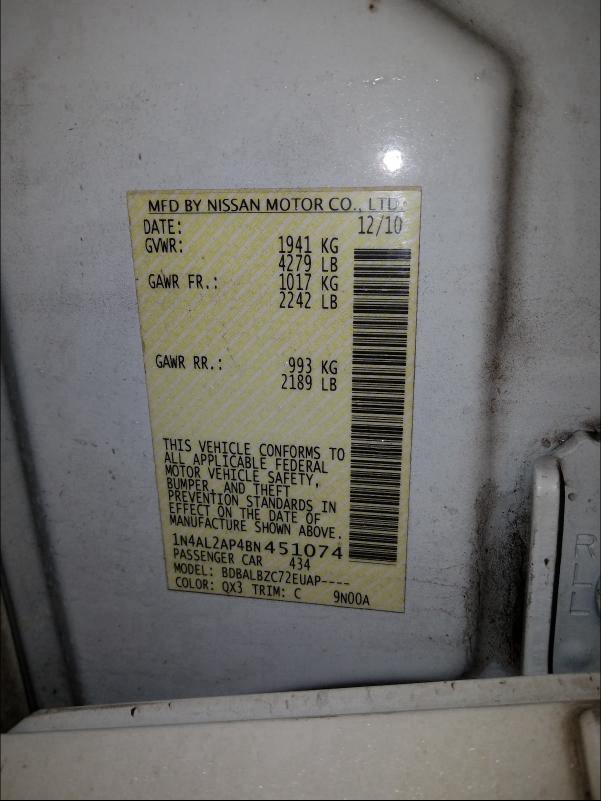 MFD BY NISSAN MOTOR CO., LTD.
DATE: 12/10
GVWR: 1941 KG
4279 LB
GAWR FR.: 1017 KG
2242 LB
GAWR RR.: 993 KG
2189 LB
THIS VEHICLE CONFORMS TO
ALL APPLICABLE FEDERAL
MOTOR VEHICLE SAFETY,
BUMPER, AND THEFT
PREVENTION STANDARDS IN
EFFECT ON THE DATE OF
MANUFACTURE SHOWN ABOVE.
1N4AL2AP4BN451074
PASSENGER CAR 434
MODEL: BDBALBZC72EUAP----
COLOR: QX3 TRIM: C 9N00A